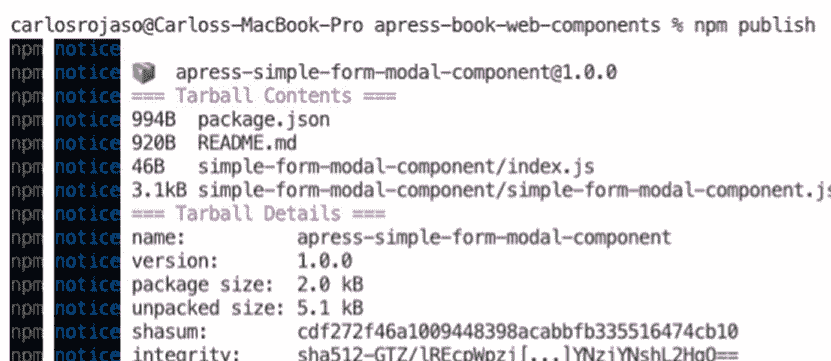 carlosrojaso@Carloss-MacBook-Pro apress-book-web-components % npm publish
npm notice
npm notice 📦  apress-simple-form-modal-component@1.0.0
npm notice === Tarball Contents ===
npm notice 994B  package.json
npm notice 920B  README.md
npm notice 46B   simple-form-modal-component/index.js
npm notice 3.1kB simple-form-modal-component/simple-form-modal-component.js
npm notice === Tarball Details ===
npm notice name:          apress-simple-form-modal-component
npm notice version:       1.0.0
npm notice package size:  2.0 kB
npm notice unpacked size: 5.1 kB
npm notice shasum:        cdf272f46a1009448398acabbfb335516474cb10
npm notice integrity:     sha512-GTZ/lREcpWpzj[...]YNzjYNshL2HgQ==